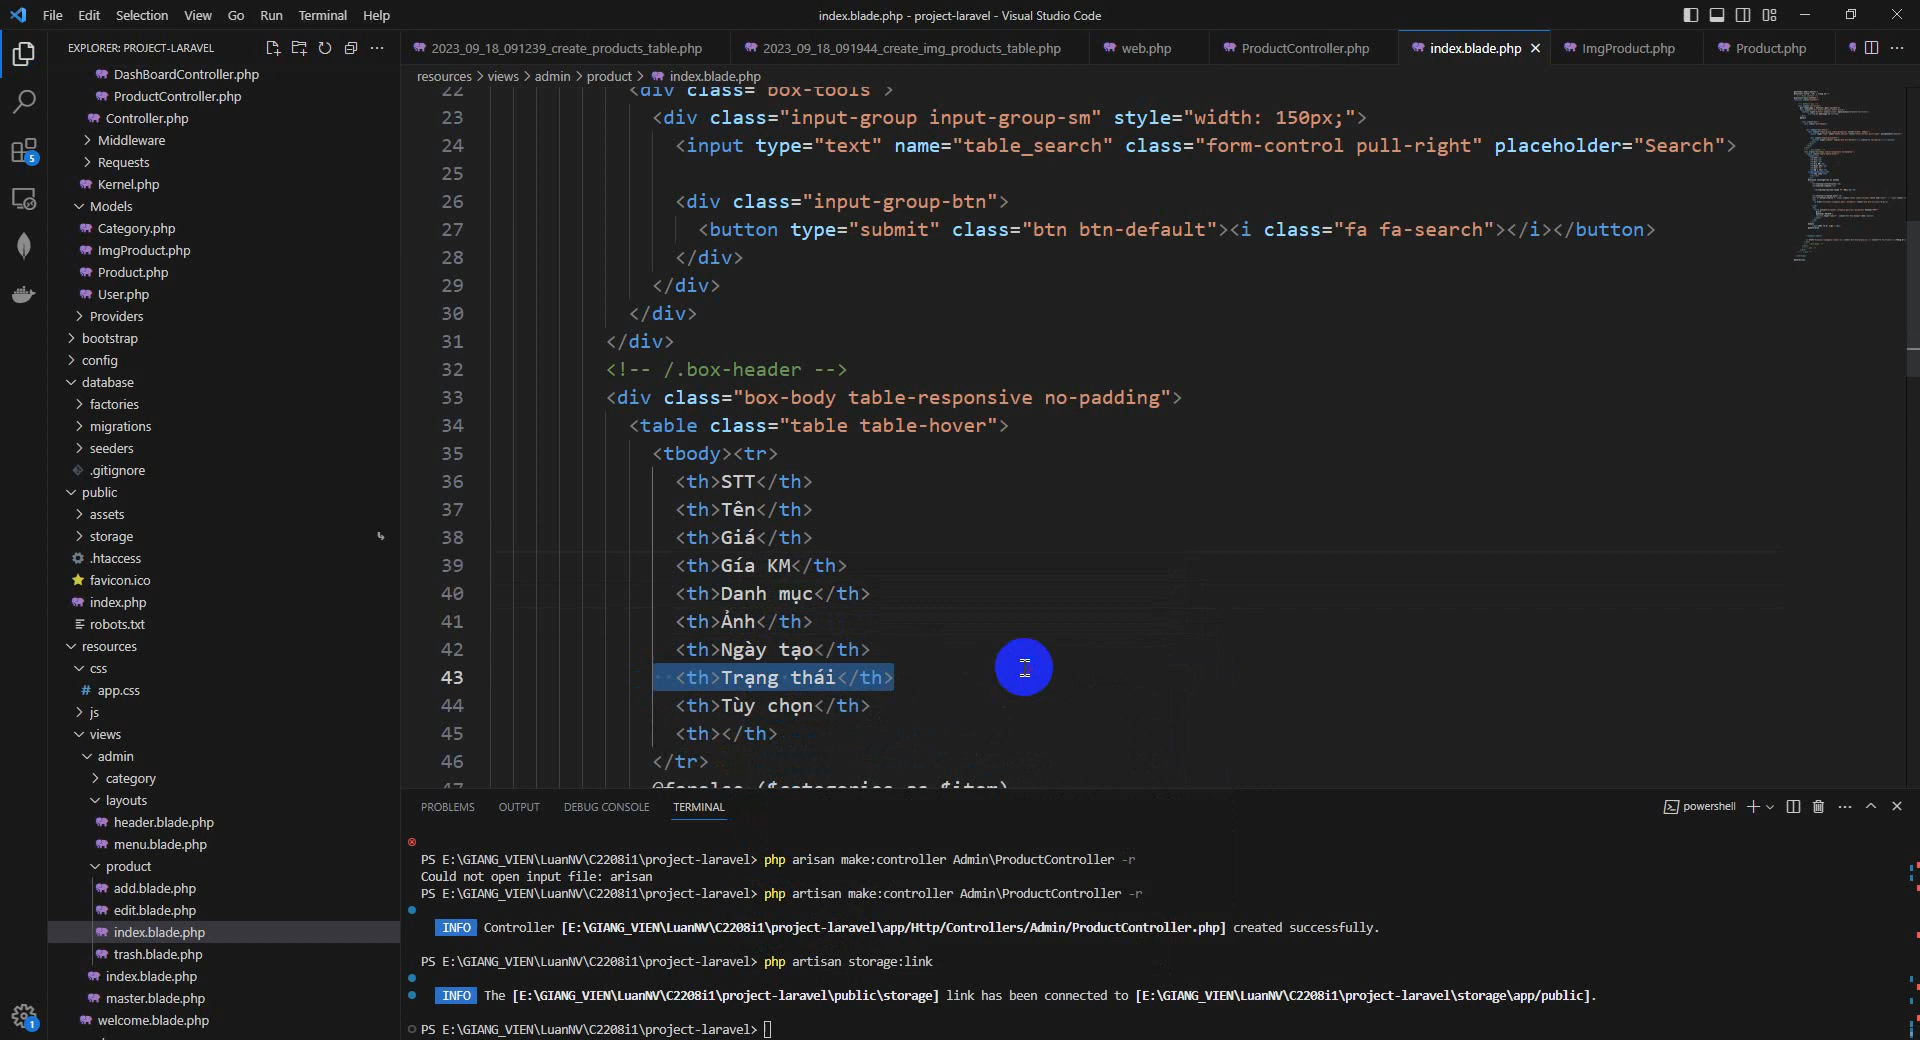 File Edit Selection View Go Run Terminal Help
index.blade.php - project-laravel - Visual Studio Code
EXPLORER: PROJECT-LARAVEL
DashBoardController.php
ProductController.php
Controller.php
Middleware
Requests
Kernel.php
Models
Category.php
ImgProduct.php
Product.php
User.php
Providers
bootstrap
config
database
factories
migrations
seeders
.gitignore
public
assets
storage
.htaccess
favicon.ico
index.php
robots.txt
resources
css
app.css
js
views
admin
category
layouts
header.blade.php
menu.blade.php
product
add.blade.php
edit.blade.php
index.blade.php
trash.blade.php
index.blade.php
master.blade.php
welcome.blade.php
5
1
2023_09_18_091239_create_products_table.php 2023_09_18_091944_create_img_products_table.php web.php ProductController.php index.blade.php ImgProduct.php Product.php
resources > views > admin > product > index.blade.php
22 <div class="box-tools">
23 <div class="input-group input-group-sm" style="width: 150px;">
24 <input type="text" name="table_search" class="form-control pull-right" placeholder="Search">
25
26 <div class="input-group-btn">
27 <button type="submit" class="btn btn-default"><i class="fa fa-search"></i></button>
28 </div>
29 </div>
30 </div>
31 </div>
32 <!-- /.box-header -->
33 <div class="box-body table-responsive no-padding">
34 <table class="table table-hover">
35 <tbody><tr>
36 <th>STT</th>
37 <th>Tên</th>
38 <th>Giá</th>
39 <th>Gía KM</th>
40 <th>Danh mục</th>
41 <th>Ảnh</th>
42 <th>Ngày tạo</th>
43 <th>Trạng thái</th>
44 <th>Tùy chọn</th>
45 <th></th>
46 </tr>
47 @forelse ($categories as $item)
PROBLEMS OUTPUT DEBUG CONSOLE TERMINAL
powershell
PS E:\GIANG_VIEN\LuanNV\C2208i1\project-laravel> php arisan make:controller Admin\ProductController -r
Could not open input file: arisan
PS E:\GIANG_VIEN\LuanNV\C2208i1\project-laravel> php artisan make:controller Admin\ProductController -r
INFO Controller [E:\GIANG_VIEN\LuanNV\C2208i1\project-laravel\app/Http/Controllers/Admin/ProductController.php] created successfully.
PS E:\GIANG_VIEN\LuanNV\C2208i1\project-laravel> php artisan storage:link
INFO The [E:\GIANG_VIEN\LuanNV\C2208i1\project-laravel\public\storage] link has been connected to [E:\GIANG_VIEN\LuanNV\C2208i1\project-laravel\storage\app/public].
PS E:\GIANG_VIEN\LuanNV\C2208i1\project-laravel>